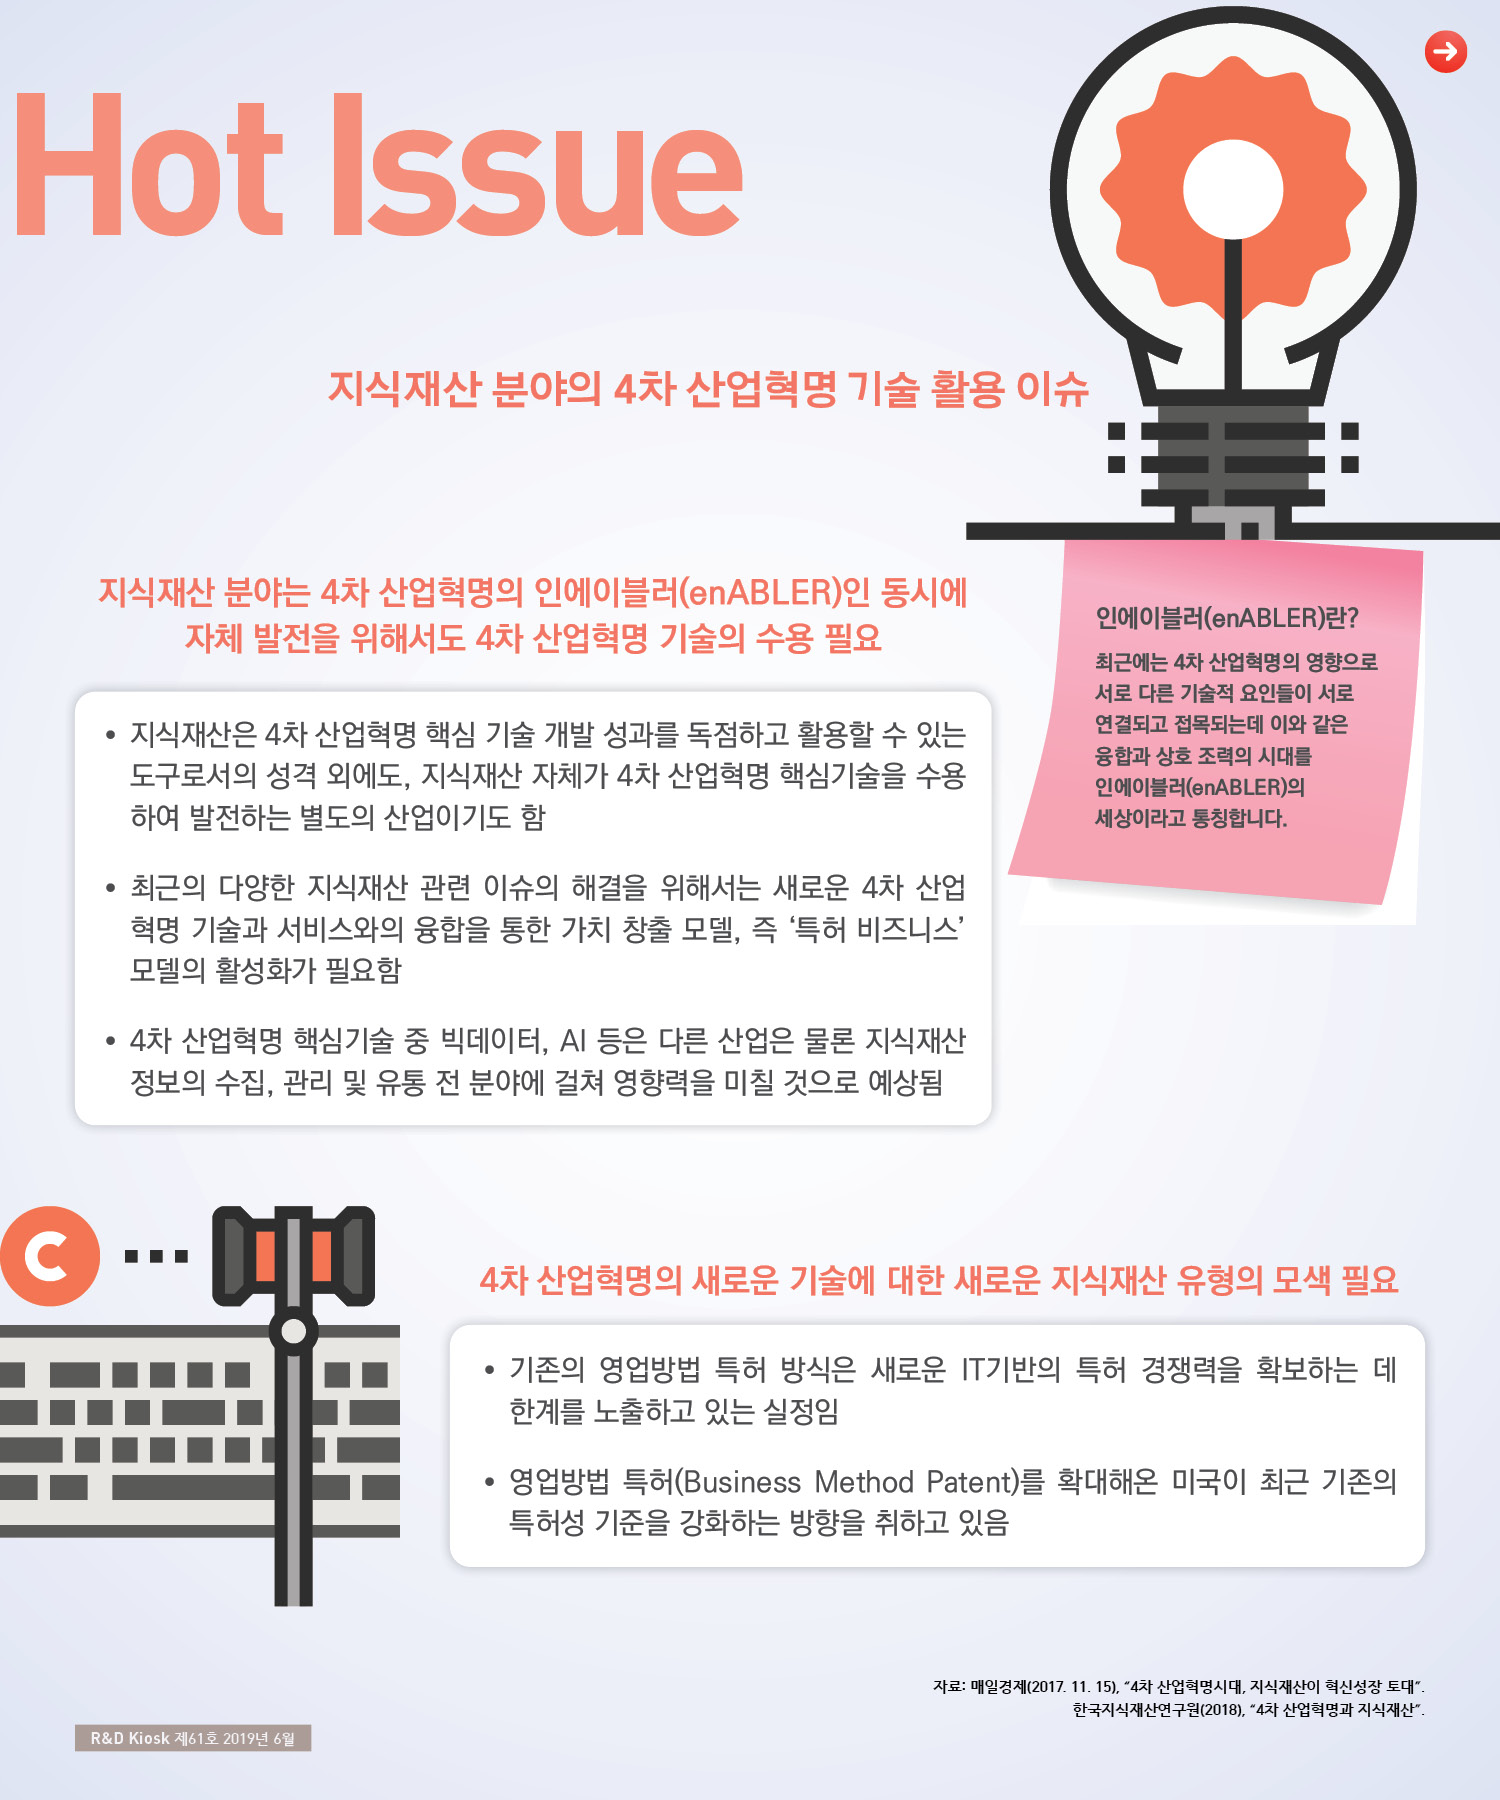 Hot Issue
지식재산 분야의 4차 산업혁명 기술 활용 이슈
지식재산 분야는 4차 산업혁명의 인에이블러(enABLER)인 동시에
자체 발전을 위해서도 4차 산업혁명 기술의 수용 필요
• 지식재산은 4차 산업혁명 핵심 기술 개발 성과를 독점하고 활용할 수 있는
도구로서의 성격 외에도, 지식재산 자체가 4차 산업혁명 핵심기술을 수용
하여 발전하는 별도의 산업이기도 함
• 최근의 다양한 지식재산 관련 이슈의 해결을 위해서는 새로운 4차 산업
혁명 기술과 서비스와의 융합을 통한 가치 창출 모델, 즉 ‘특허 비즈니스’
모델의 활성화가 필요함
• 4차 산업혁명 핵심기술 중 빅데이터, AI 등은 다른 산업은 물론 지식재산
정보의 수집, 관리 및 유통 전 분야에 걸쳐 영향력을 미칠 것으로 예상됨
인에이블러(enABLER)란?
최근에는 4차 산업혁명의 영향으로
서로 다른 기술적 요인들이 서로
연결되고 접목되는데 이와 같은
융합과 상호 조력의 시대를
인에이블러(enABLER)의
세상이라고 통칭합니다.
C
4차 산업혁명의 새로운 기술에 대한 새로운 지식재산 유형의 모색 필요
• 기존의 영업방법 특허 방식은 새로운 IT기반의 특허 경쟁력을 확보하는 데
한계를 노출하고 있는 실정임
• 영업방법 특허(Business Method Patent)를 확대해온 미국이 최근 기존의
특허성 기준을 강화하는 방향을 취하고 있음
자료: 매일경제(2017. 11. 15), “4차 산업혁명시대, 지식재산이 혁신성장 토대”.
한국지식재산연구원(2018), “4차 산업혁명과 지식재산”.
R&D Kiosk 제61호 2019년 6월